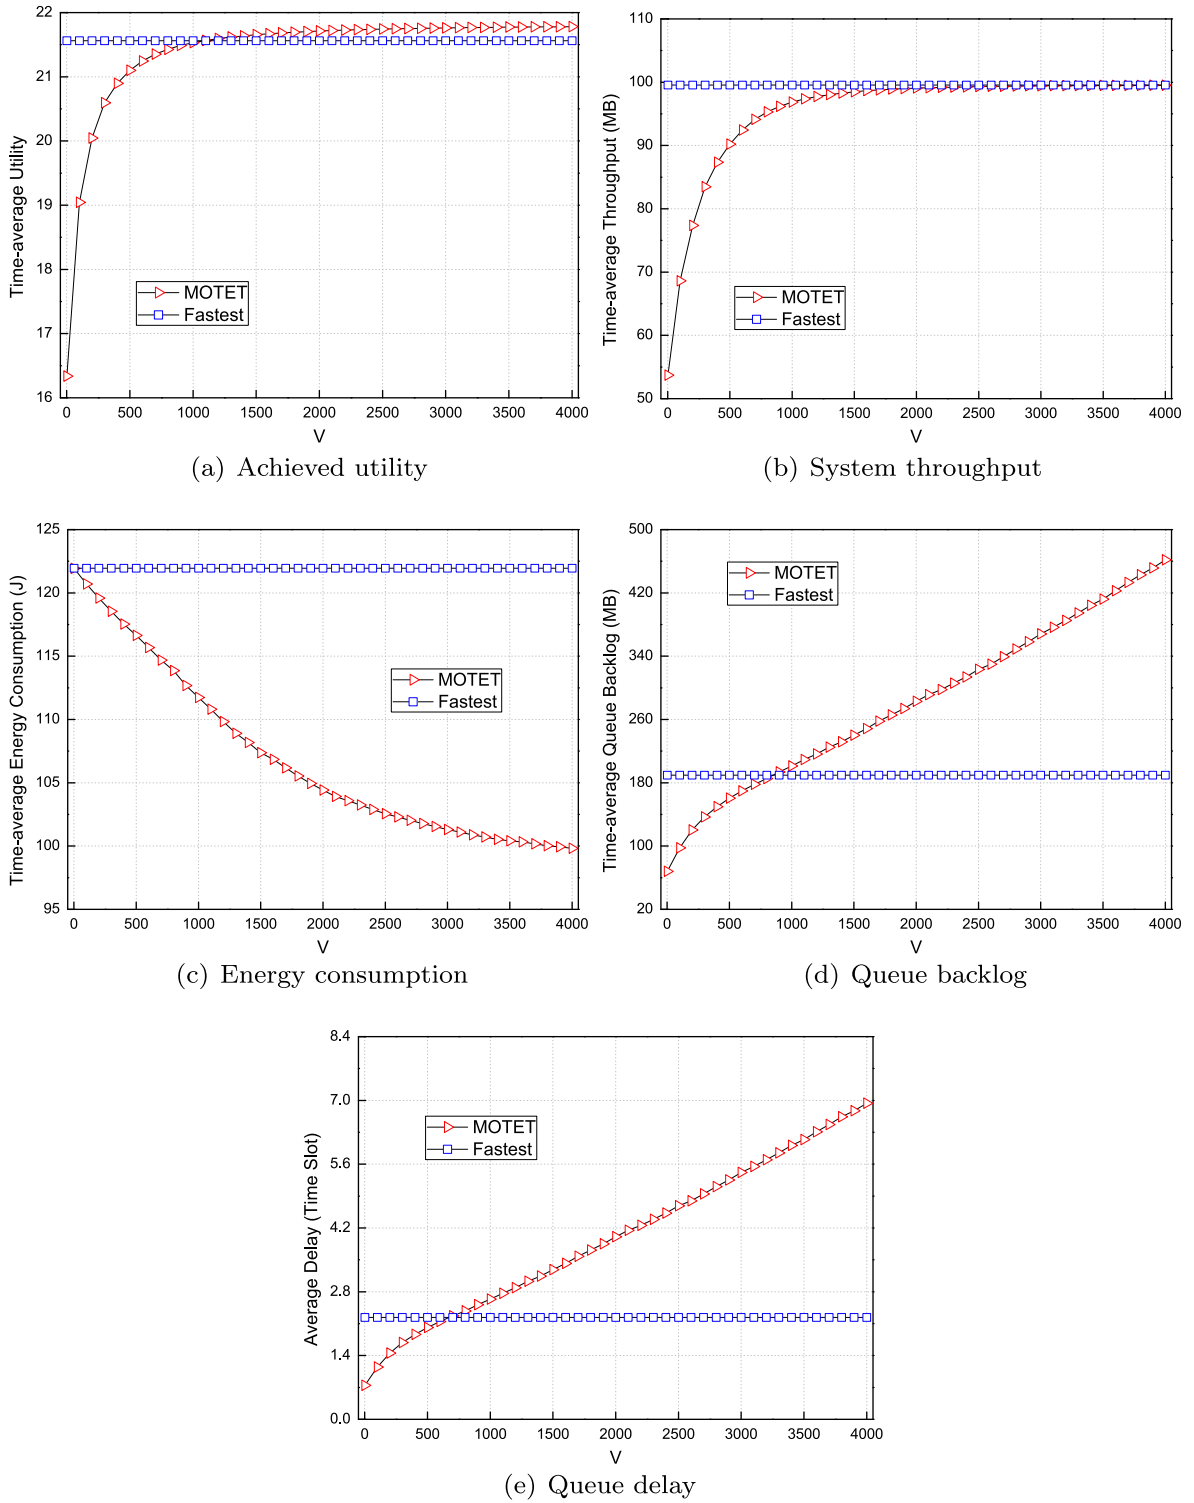 22
21
20
19
18
17
16
Time-average Utility
MOTET
Fastest
0 500 1000 1500 2000 2500 3000 3500 4000
V
(a) Achieved utility
110
100
90
80
70
60
50
Time-average Throughput (MB)
MOTET
Fastest
0 500 1000 1500 2000 2500 3000 3500 4000
V
(b) System throughput
125
120
115
110
105
100
95
Time-average Energy Consumption (J)
MOTET
Fastest
0 500 1000 1500 2000 2500 3000 3500 4000
V
(c) Energy consumption
500
420
340
260
180
100
20
Time-average Queue Backlog (MB)
MOTET
Fastest
0 500 1000 1500 2000 2500 3000 3500 4000
V
(d) Queue backlog
8.4
7.0
5.6
4.2
2.8
1.4
0.0
Average Delay (Time Slot)
MOTET
Fastest
0 500 1000 1500 2000 2500 3000 3500 4000
V
(e) Queue delay